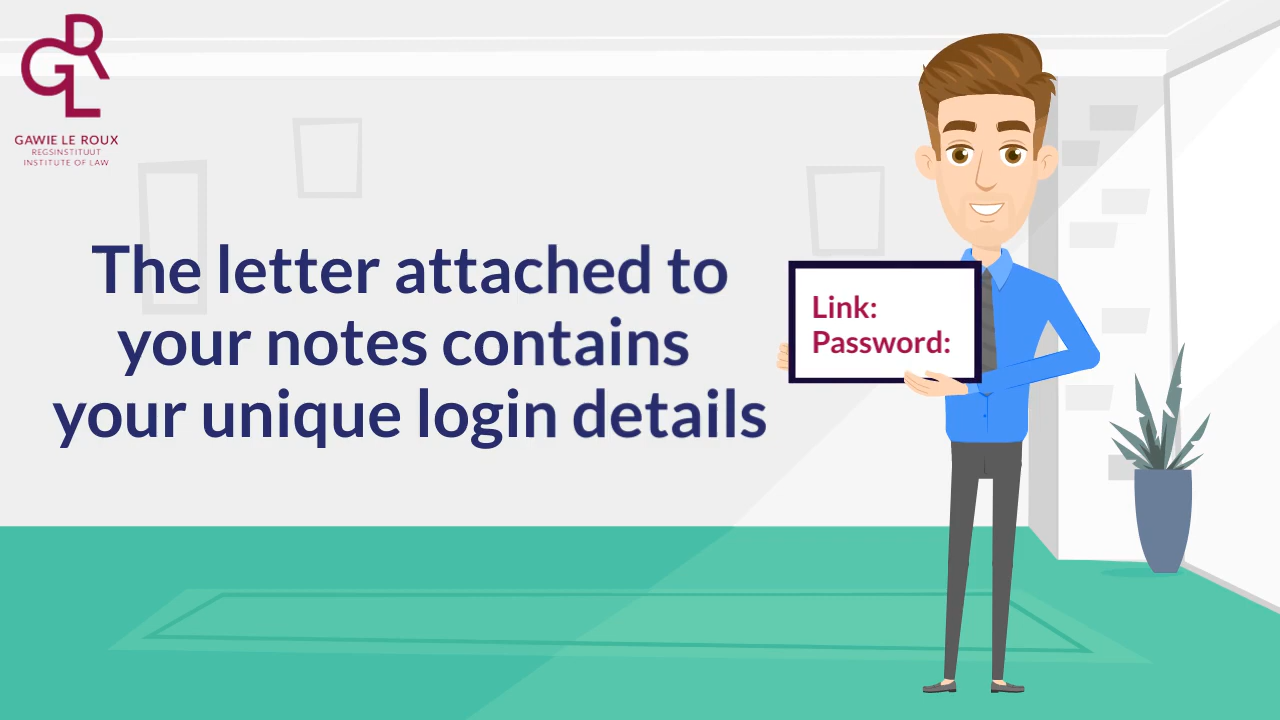 GRL
GAWIE LE ROUX
REGSINSTITUUT
INSTITUTE OF LAW
The letter attached to
your notes contains
your unique login details
Link:
Password: